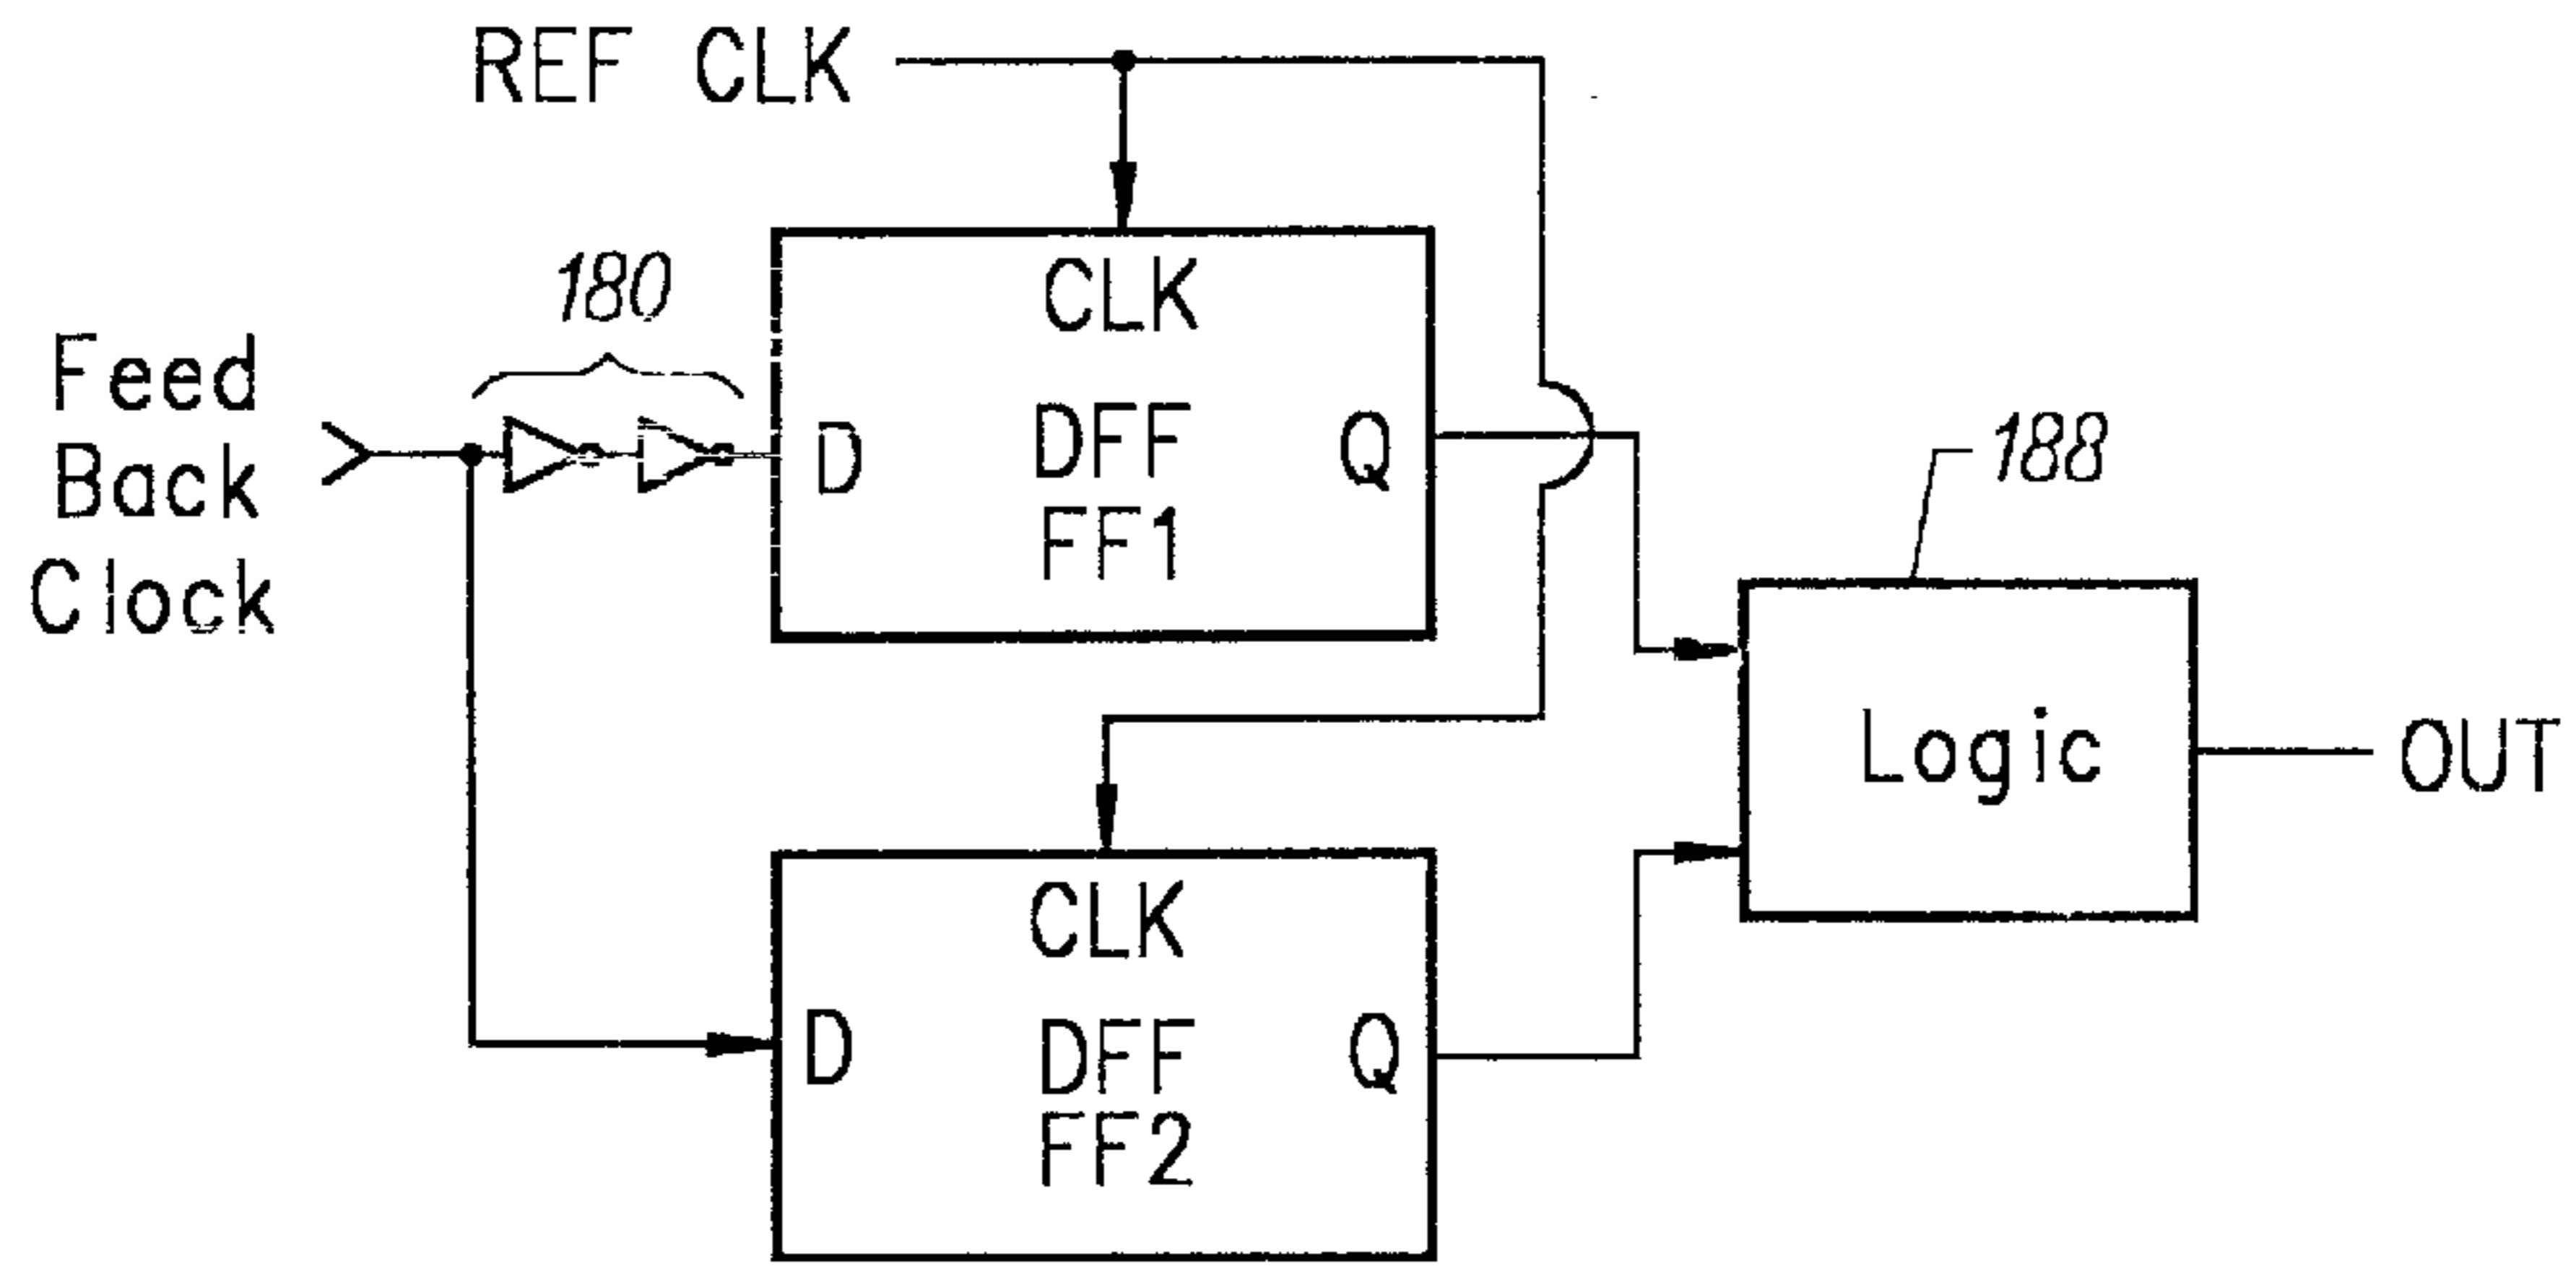 REF CLK
180
Feed
Back
Clock
CLK
D
DFF
Q
FF1
188
Logic
OUT
CLK
D
DFF
Q
FF2